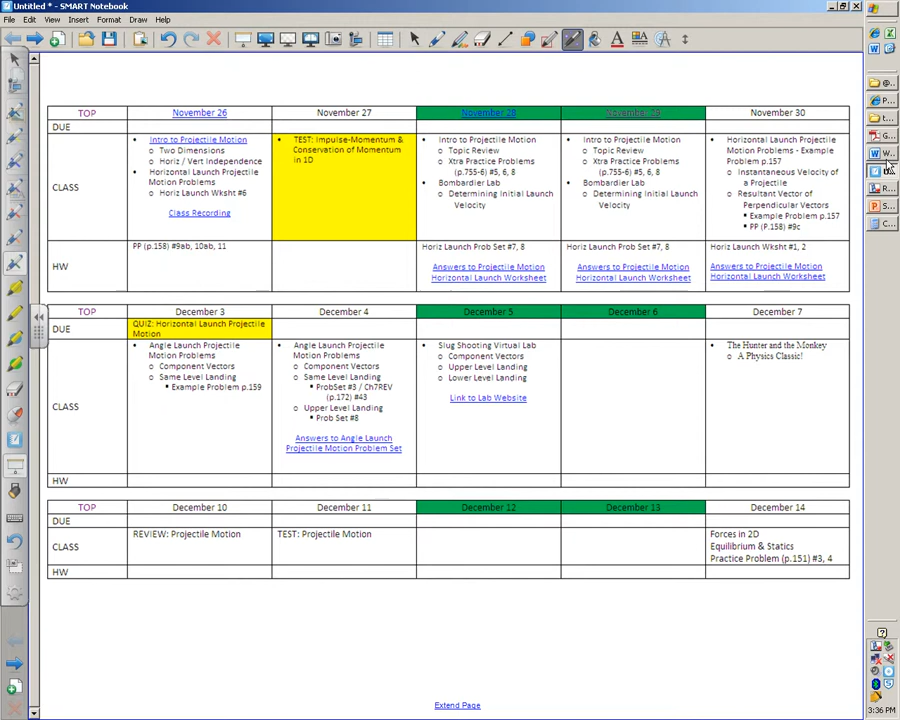 Untitled * - SMART Notebook
File Edit View Insert Format Draw Help
TOP November 26 November 27 November 28 November 29 November 30
DUE
CLASS
• Intro to Projectile Motion
o Two Dimensions
o Horiz / Vert Independence
• Horizontal Launch Projectile
Motion Problems
o Horiz Launch Wksht #6
Class Recording
• TEST: Impulse-Momentum &
Conservation of Momentum
in 1D
• Intro to Projectile Motion
o Topic Review
o Xtra Practice Problems
(p.755-6) #5, 6, 8
• Bombardier Lab
o Determining Initial Launch
Velocity
• Intro to Projectile Motion
o Topic Review
o Xtra Practice Problems
(p.755-6) #5, 6, 8
• Bombardier Lab
o Determining Initial Launch
Velocity
• Horizontal Launch Projectile
Motion Problems - Example
Problem p.157
o Instantaneous Velocity of
a Projectile
o Resultant Vector of
Perpendicular Vectors
▪ Example Problem p.157
▪ PP (P.158) #9c
HW
PP (p.158) #9ab, 10ab, 11
Horiz Launch Prob Set #7, 8
Answers to Projectile Motion
Horizontal Launch Worksheet
Horiz Launch Prob Set #7, 8
Answers to Projectile Motion
Horizontal Launch Worksheet
Horiz Launch Wksht #1, 2
Answers to Projectile Motion
Horizontal Launch Worksheet
TOP December 3 December 4 December 5 December 6 December 7
DUE
QUIZ: Horizontal Launch Projectile
Motion
CLASS
• Angle Launch Projectile
Motion Problems
o Component Vectors
o Same Level Landing
▪ Example Problem p.159
• Angle Launch Projectile
Motion Problems
o Component Vectors
o Same Level Landing
▪ ProbSet #3 / Ch7REV
(p.172) #43
o Upper Level Landing
▪ Prob Set #8
Answers to Angle Launch
Projectile Motion Problem Set
• Slug Shooting Virtual Lab
o Component Vectors
o Upper Level Landing
o Lower Level Landing
Link to Lab Website
• The Hunter and the Monkey
o A Physics Classic!
HW
TOP December 10 December 11 December 12 December 13 December 14
DUE
CLASS
REVIEW: Projectile Motion
TEST: Projectile Motion
Forces in 2D
Equilibrium & Statics
Practice Problem (p.151) #3, 4
HW
Extend Page
@...
P...
t...
G...
W...
R...
S...
C...
3:36 PM